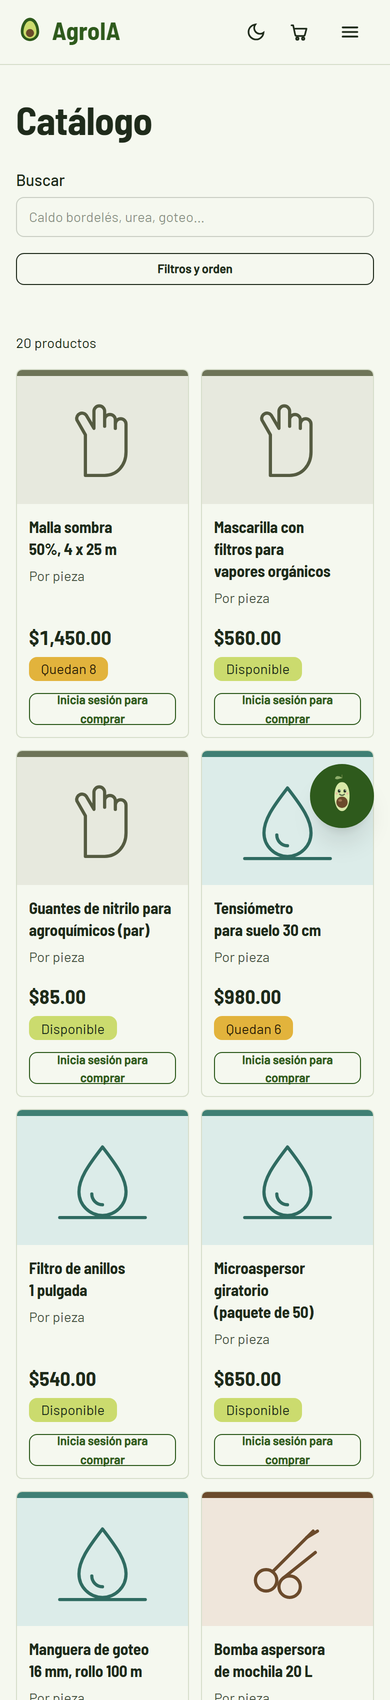 AgroIA
Catálogo
Buscar
Caldo bordelés, urea, goteo...
Filtros y orden
20 productos
Malla sombra
50%, 4 x 25 m
Por pieza
$1,450.00
Quedan 8
Inicia sesión para
comprar
Mascarilla con
filtros para
vapores orgánicos
Por pieza
$560.00
Disponible
Inicia sesión para
comprar
Guantes de nitrilo para
agroquímicos (par)
Por pieza
$85.00
Disponible
Inicia sesión para
comprar
Tensiómetro
para suelo 30 cm
Por pieza
$980.00
Quedan 6
Inicia sesión para
comprar
Filtro de anillos
1 pulgada
Por pieza
$540.00
Disponible
Inicia sesión para
comprar
Microaspersor
giratorio
(paquete de 50)
Por pieza
$650.00
Disponible
Inicia sesión para
comprar
Manguera de goteo
16 mm, rollo 100 m
Por pieza
Bomba aspersora
de mochila 20 L
Por pieza